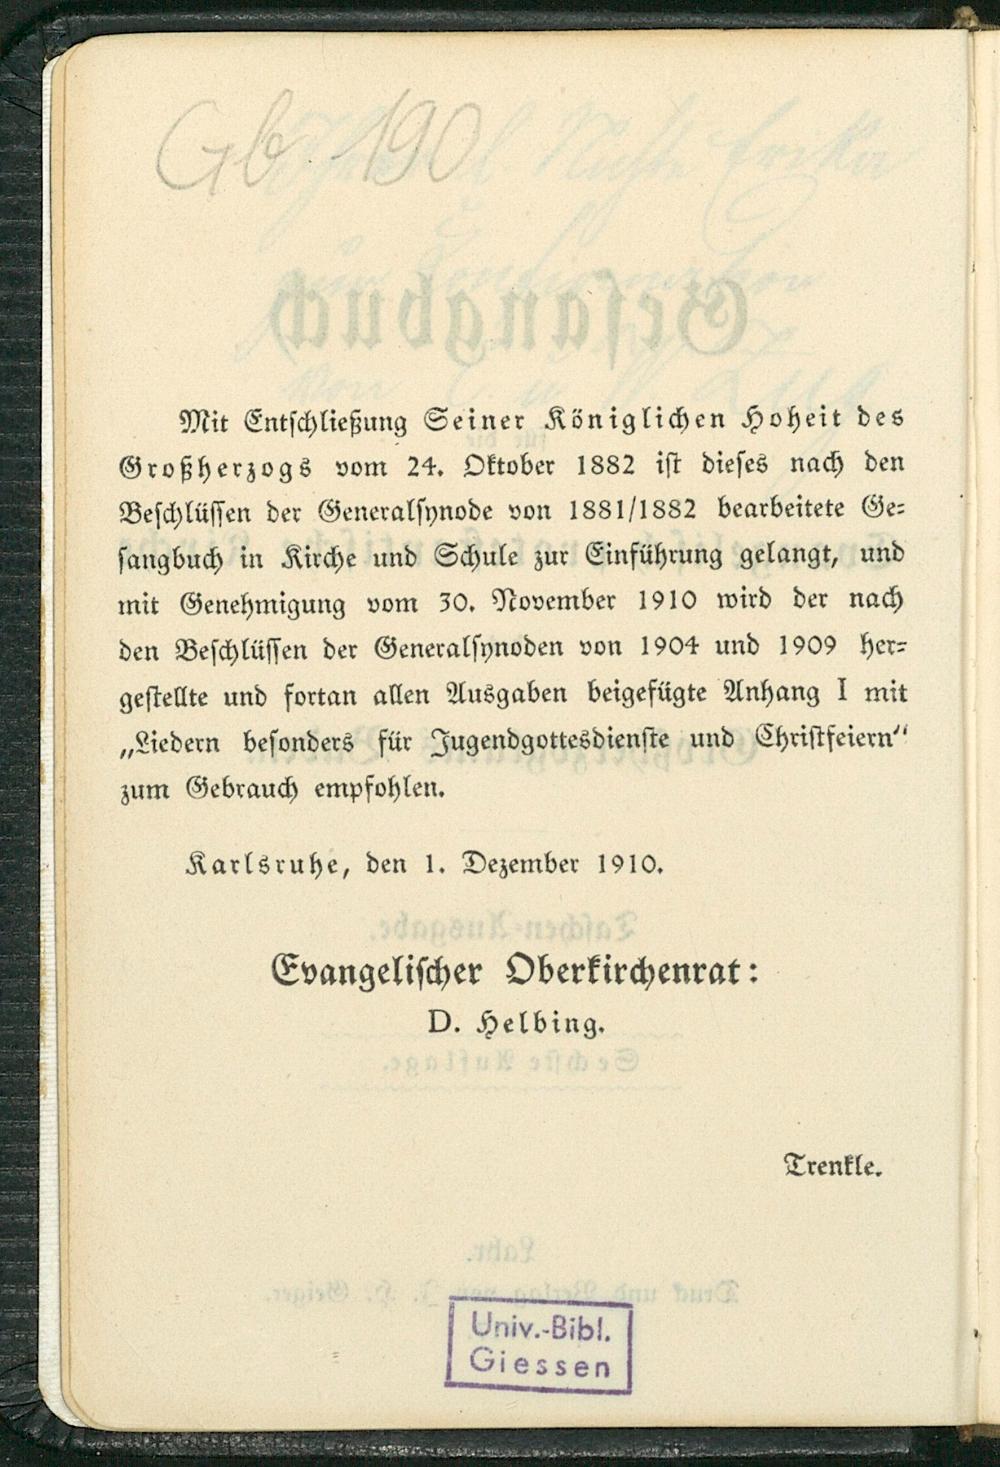 Gb 190
Mit Entschließung Seiner Königlichen Hoheit des
Großherzogs vom 24. Oktober 1882 ist dieses nach den
Beschlüssen der Generalsynode von 1881/1882 bearbeitete Ge-
sangbuch in Kirche und Schule zur Einführung gelangt, und
mit Genehmigung vom 30. November 1910 wird der nach
den Beschlüssen der Generalsynoden von 1904 und 1909 her-
gestellte und fortan allen Ausgaben beigefügte Anhang I mit
„Liedern besonders für Jugendgottesdienste und Christfeiern“
zum Gebrauch empfohlen.
Karlsruhe, den 1. Dezember 1910.
Evangelischer Oberkirchenrat:
D. Helbing.
Trenkle.
Univ.-Bibl.
Giessen